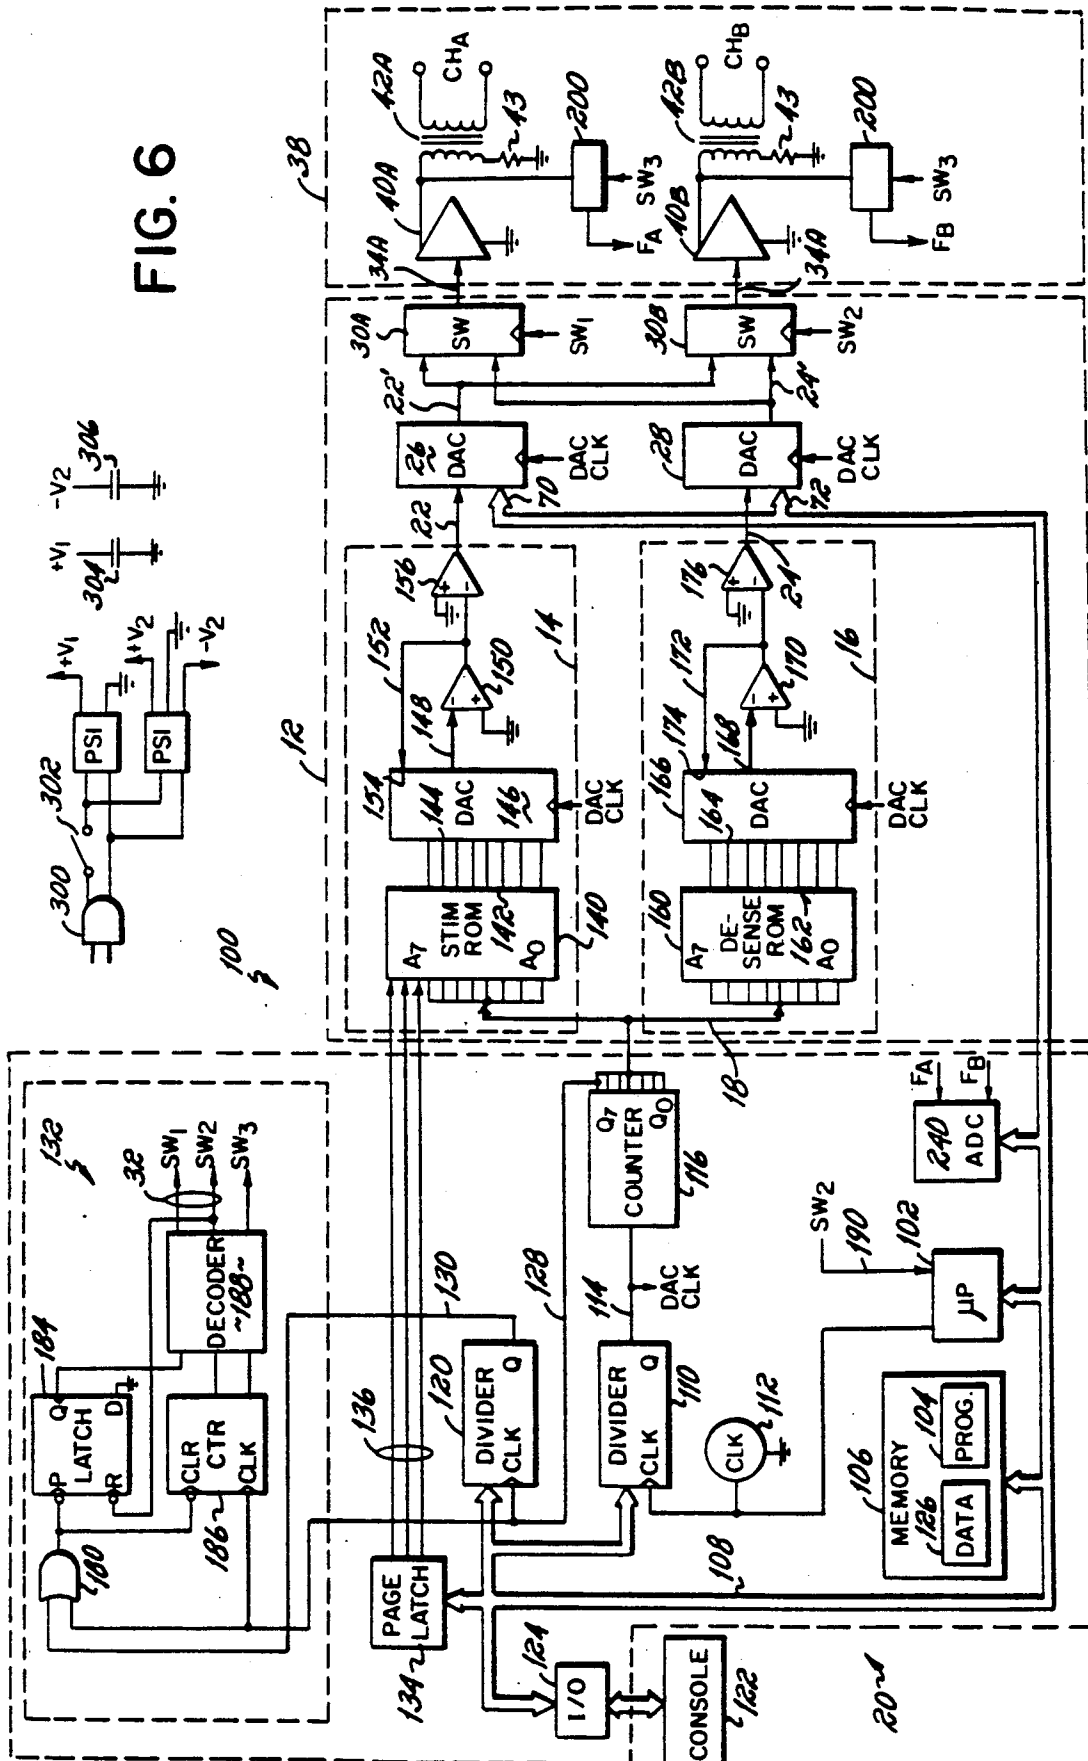 FIG. 6
100
300
302
PSI
PSI
+V1
+V2
-V2
+V1
304
-V2
306
132
184
Q
LATCH
D
P
R
180
CLR
CTR
CLK
186
DECODER
~188~
32
SW1
SW2
SW3
PAGE
LATCH
134
136
120
DIVIDER
CLK
Q
130
128
DIVIDER
CLK
Q
110
114
DAC
CLK
CLK
112
Q7
COUNTER
Q0
116
18
I/O
124
CONSOLE
122
20
108
MEMORY
106
DATA
126
PROG.
104
μP
102
190
SW2
240
ADC
FA
FB
12
14
A7
STIM
ROM
142
A0
140
144
DAC
146
DAC
CLK
154
148
152
150
156
+
-
-
+
22
16
160
A7
DE-
SENSE
ROM
162
A0
164
166
DAC
DAC
CLK
174
168
172
170
176
+
-
-
+
24
26
DAC
22'
70
DAC
CLK
28
DAC
24'
72
DAC
CLK
30A
SW
SW1
30B
SW
SW2
38
34A
40A
42A
CHA
43
200
SW3
FA
34A
40B
42B
CHB
43
200
SW3
FB